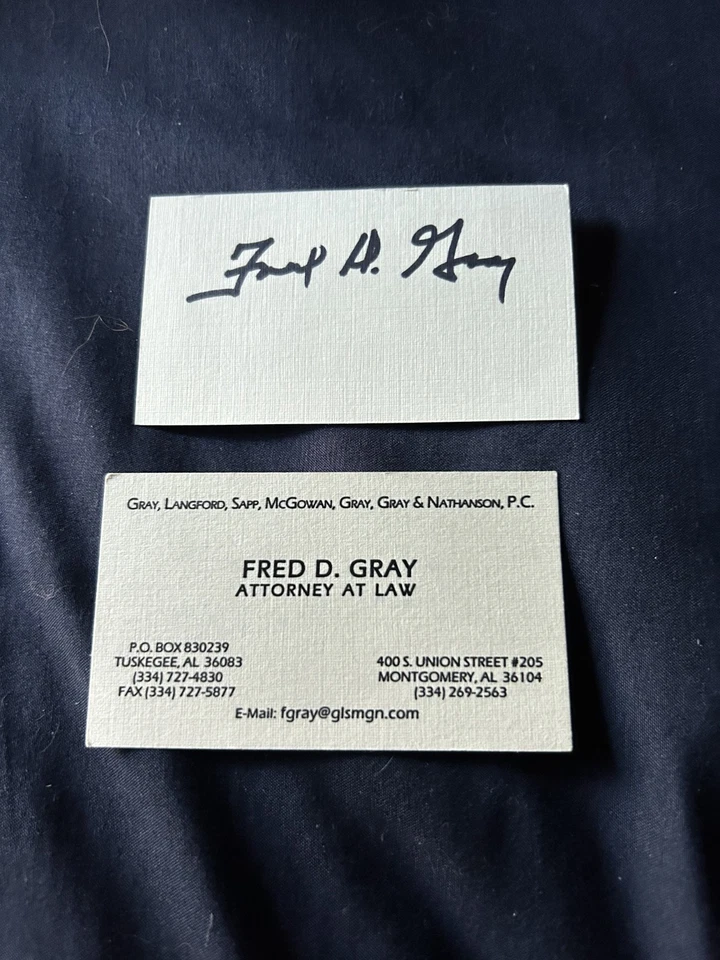 Fred D. Gray
GRAY, LANGFORD, SAPP, MCGOWAN, GRAY, GRAY & NATHANSON, P.C.
FRED D. GRAY
ATTORNEY AT LAW
P.O. BOX 830239
TUSKEGEE, AL 36083
(334) 727-4830
FAX (334) 727-5877
400 S. UNION STREET #205
MONTGOMERY, AL 36104
(334) 269-2563
E-Mail: fgray@glsmgn.com